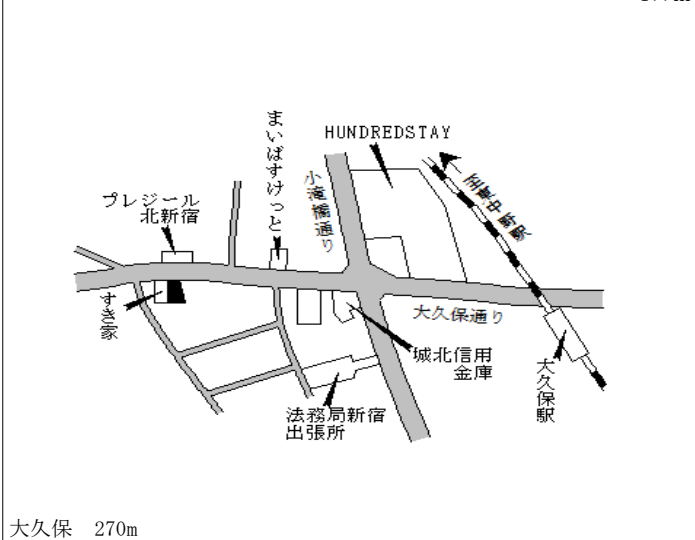 まいばすけっと
HUNDREDSTAY
小滝橋通り
至東中野駅
プレジール
北新宿
すき家
大久保通り
城北信用
金庫
大久保駅
法務局新宿
出張所
大久保　270m